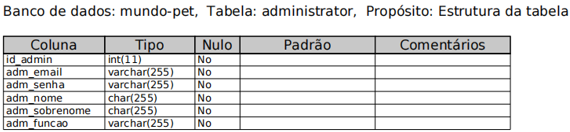 Banco de dados: mundo-pet, Tabela: administrator, Propósito: Estrutura da tabela
Coluna Tipo Nulo Padrão Comentários
id_admin int(11) No
adm_email varchar(255) No
adm_senha varchar(255) No
adm_nome char(255) No
adm_sobrenome char(255) No
adm_funcao varchar(255) No